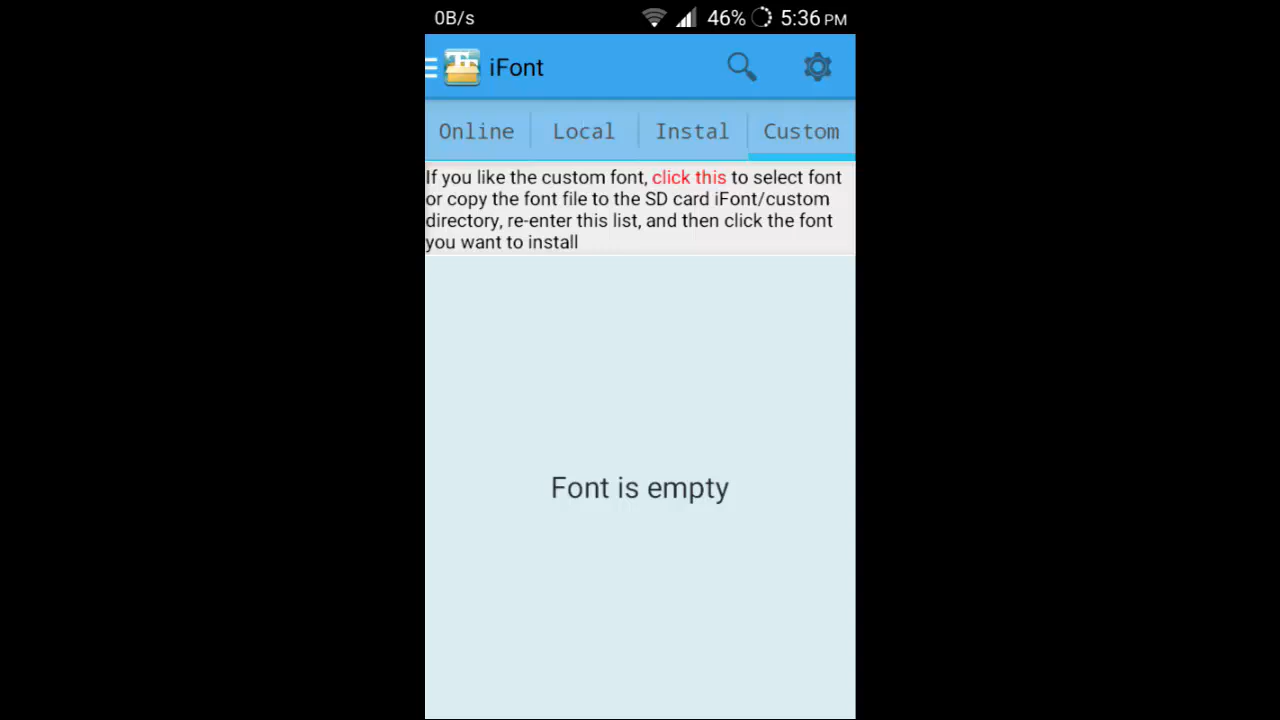 0B/s 46% 5:36 PM
iFont
Online Local Instal Custom
If you like the custom font, click this to select font
or copy the font file to the SD card iFont/custom
directory, re-enter this list, and then click the font
you want to install
Font is empty